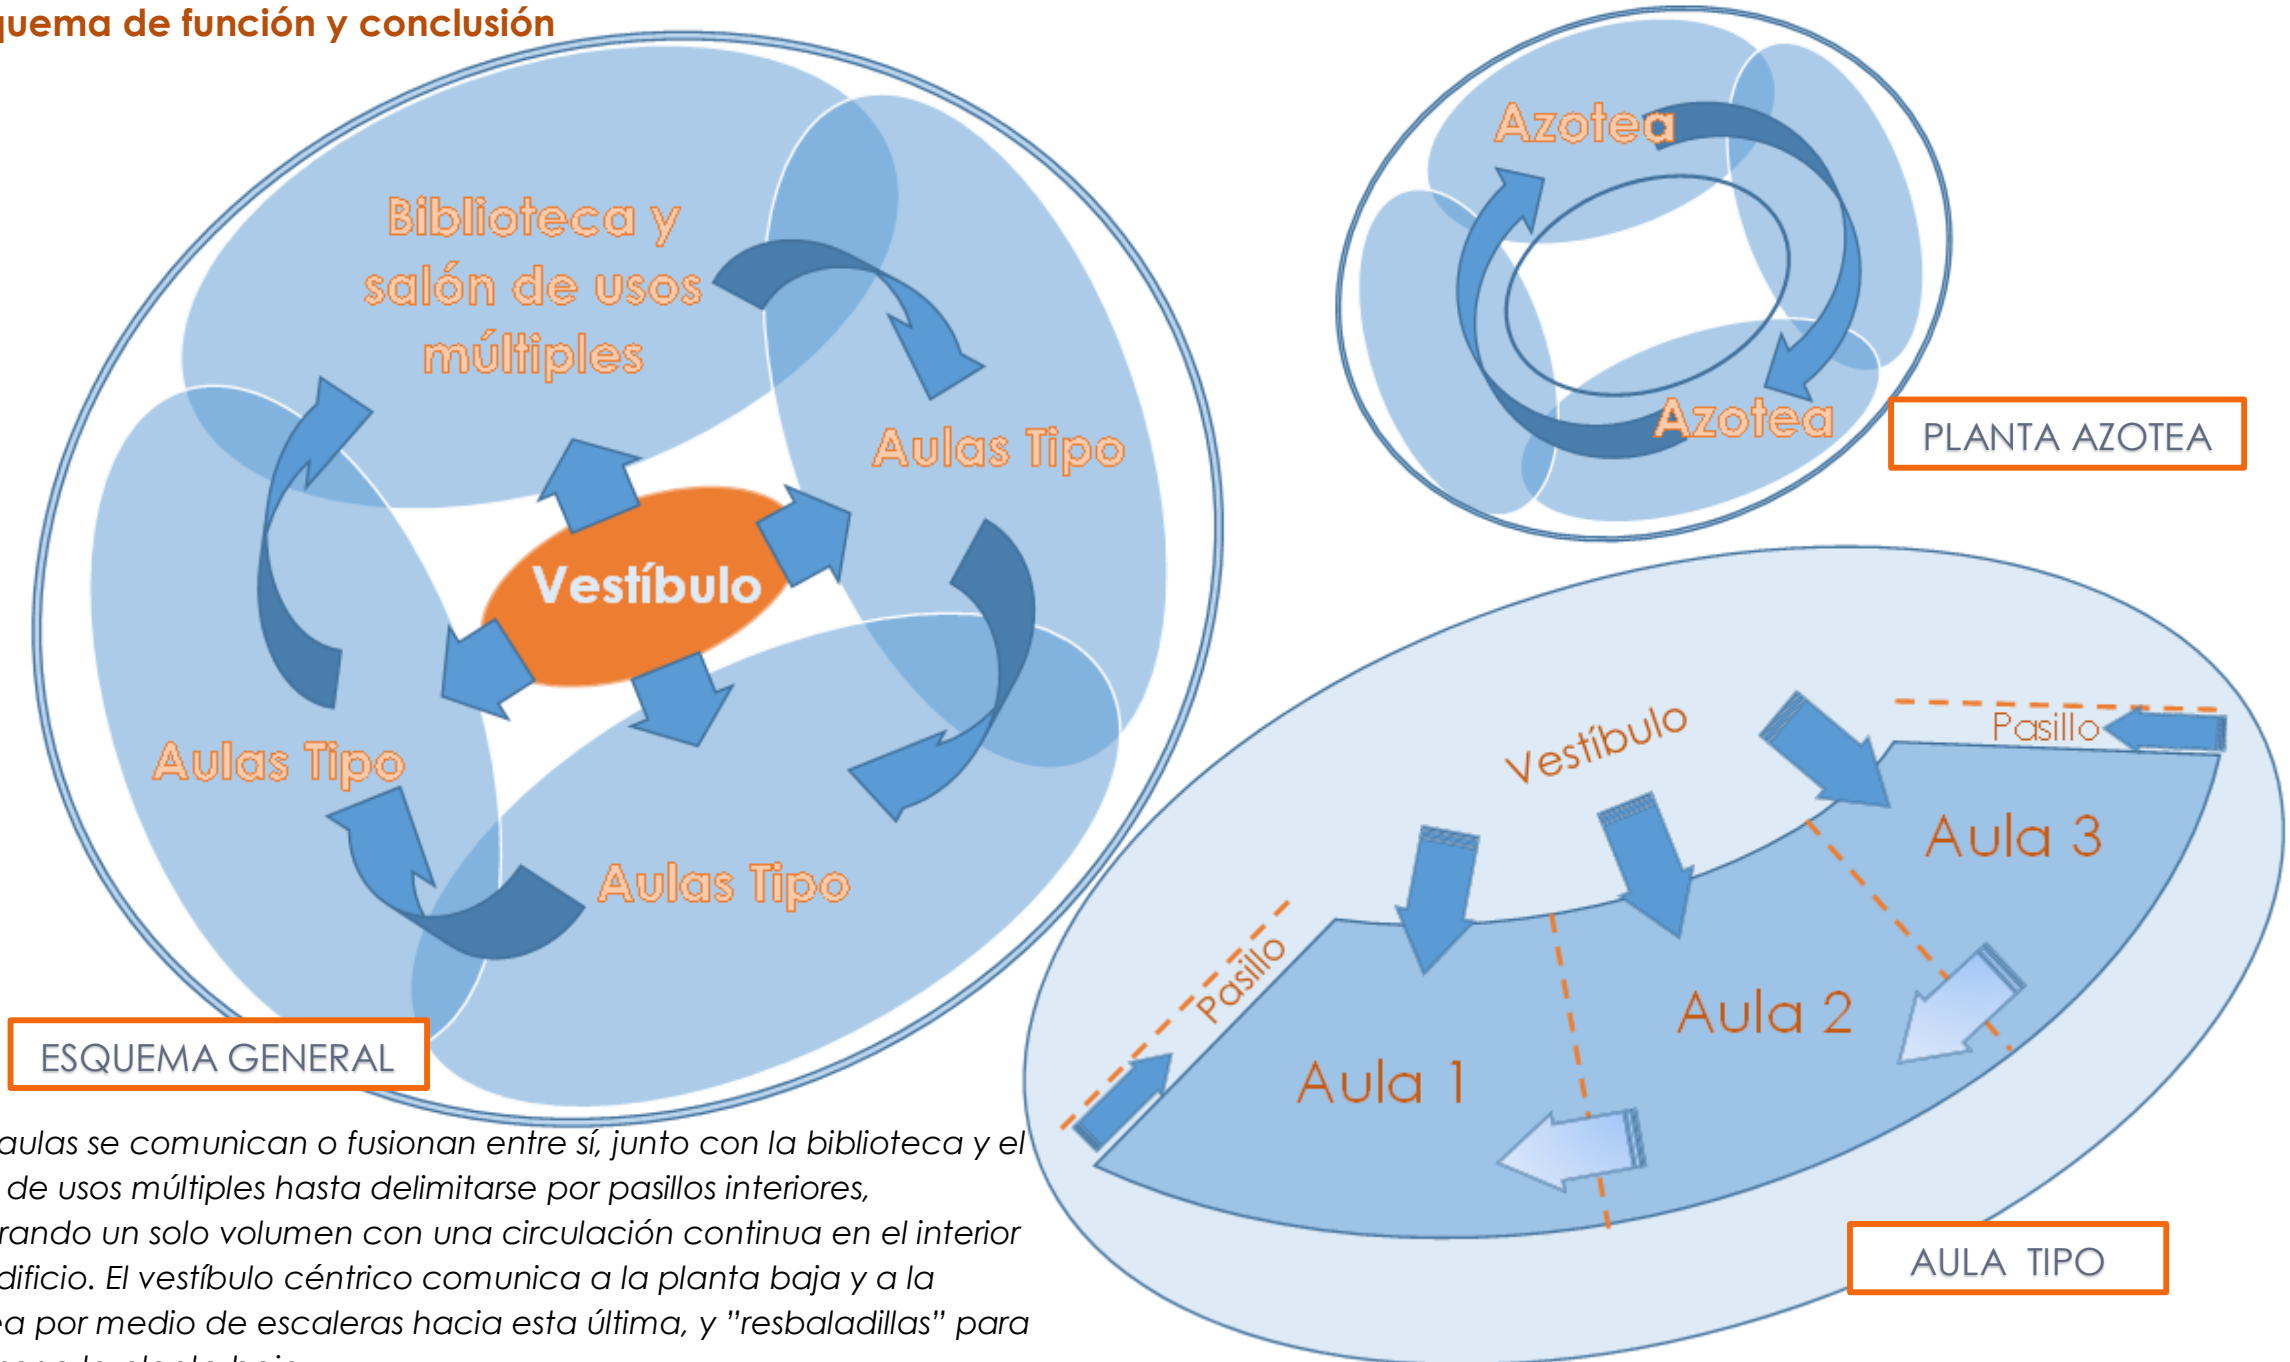 quema de función y conclusión
Biblioteca y
salón de usos
múltiples
Aulas Tipo
Vestíbulo
Aulas Tipo
Aulas Tipo
ESQUEMA GENERAL
Azotea
Azotea
PLANTA AZOTEA
Vestíbulo
Pasillo
Aula 3
Pasillo
Aula 2
Aula 1
AULA TIPO
aulas se comunican o fusionan entre sí, junto con la biblioteca y el
de usos múltiples hasta delimitarse por pasillos interiores,
rando un solo volumen con una circulación continua en el interior
dificio. El vestíbulo céntrico comunica a la planta baja y a la
ea por medio de escaleras hacia esta última, y ”resbaladillas” para